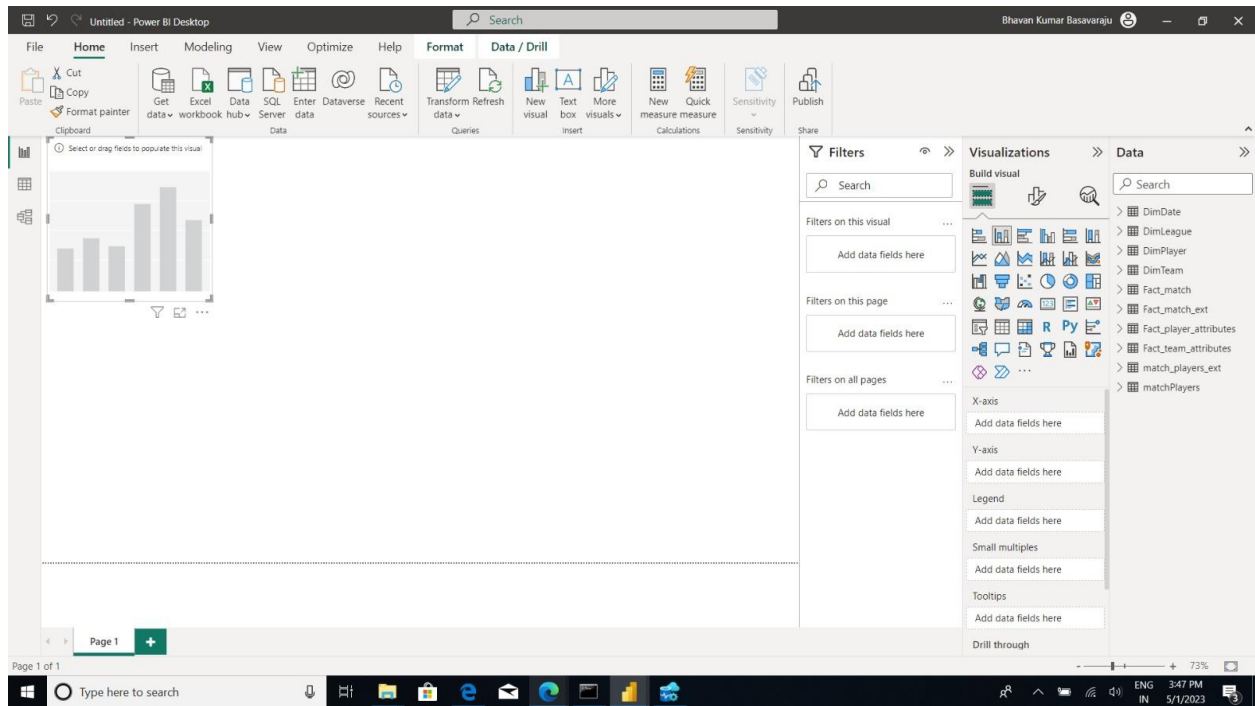 Untitled - Power BI Desktop
Search
Bhavan Kumar Basavaraju
File Home Insert Modeling View Optimize Help Format Data / Drill
Paste
Cut
Copy
Format painter
Clipboard
Get data
Excel workbook
Data hub
SQL Server
Enter data
Dataverse
Recent sources
Data
Transform data
Refresh
Queries
New visual
Text box
More visuals
Insert
New measure
Quick measure
Calculations
Sensitivity
Sensitivity
Publish
Share
Select or drag fields to populate this visual
Filters
Search
Filters on this visual
Add data fields here
Filters on this page
Add data fields here
Filters on all pages
Add data fields here
Visualizations
Build visual
123
R
Py
X-axis
Add data fields here
Y-axis
Add data fields here
Legend
Add data fields here
Small multiples
Add data fields here
Tooltips
Add data fields here
Drill through
Data
Search
DimDate
DimLeague
DimPlayer
DimTeam
Fact_match
Fact_match_ext
Fact_player_attributes
Fact_team_attributes
match_players_ext
matchPlayers
Page 1
Page 1 of 1
73%
Type here to search
ENG
IN
3:47 PM
5/1/2023
3